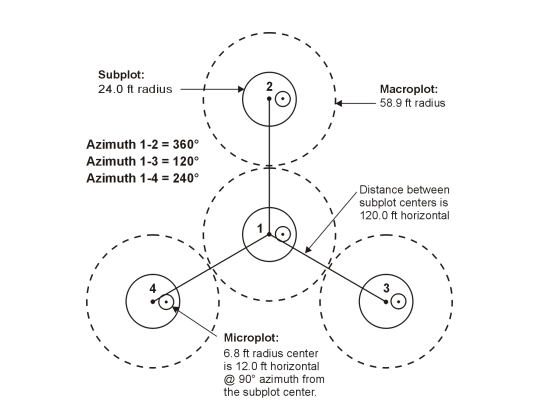 Subplot:
24.0 ft radius
2
Macroplot:
58.9 ft radius
Azimuth 1-2 = 360°
Azimuth 1-3 = 120°
Azimuth 1-4 = 240°
Distance between
subplot centers is
120.0 ft horizontal
1
4
3
Microplot:
6.8 ft radius center
is 12.0 ft horizontal
@ 90° azimuth from
the subplot center.